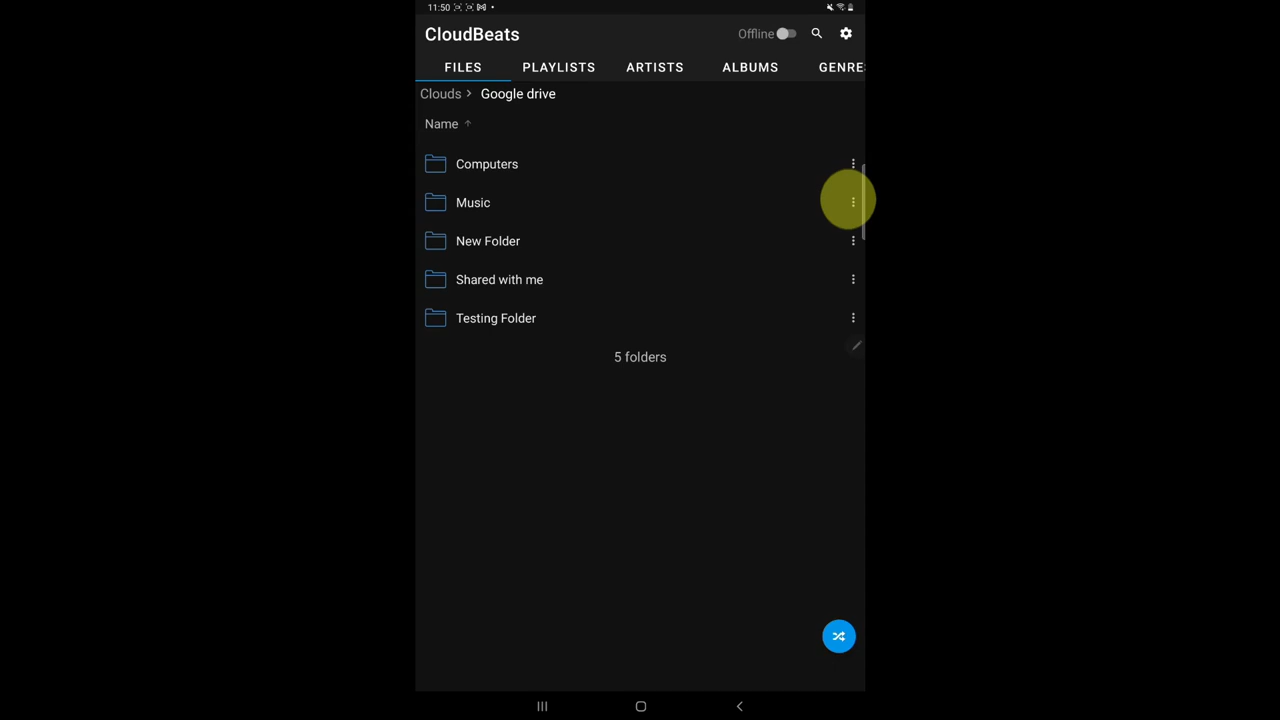 11:50
CloudBeats
Offline
FILES PLAYLISTS ARTISTS ALBUMS GENRE
Clouds > Google drive
Name ↑
Computers
Music
New Folder
Shared with me
Testing Folder
5 folders